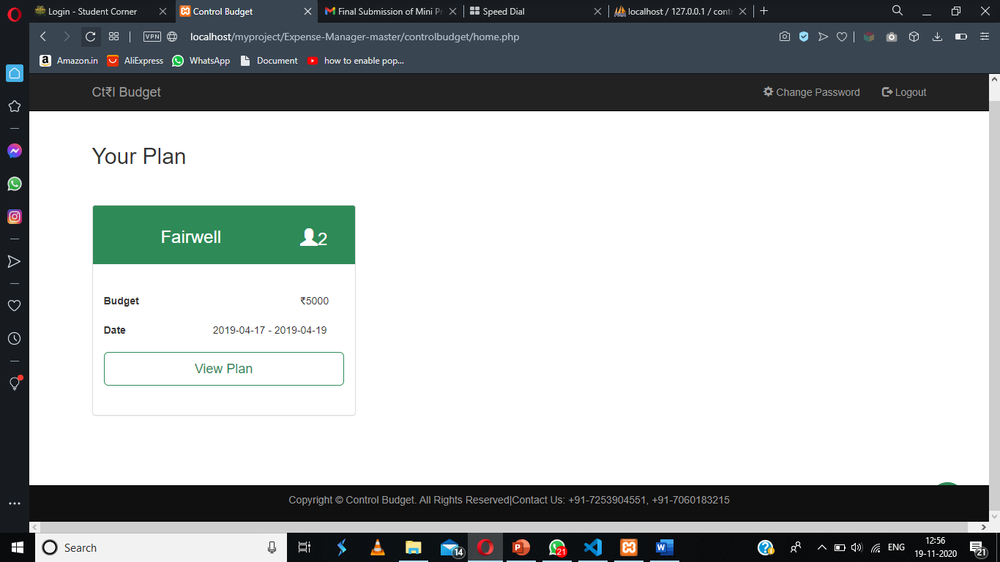 Login - Student Corner
Control Budget
Final Submission of Mini Pr
Speed Dial
localhost / 127.0.0.1 / contr
VPN
localhost/myproject/Expense-Manager-master/controlbudget/home.php
Amazon.in
AliExpress
WhatsApp
Document
how to enable pop...
Ct₹l Budget
Change Password
Logout
Your Plan
Fairwell
2
Budget
₹5000
Date
2019-04-17 - 2019-04-19
View Plan
Copyright © Control Budget. All Rights Reserved|Contact Us: +91-7253904551, +91-7060183215
Search
14
21
ENG
12:56
19-11-2020
21